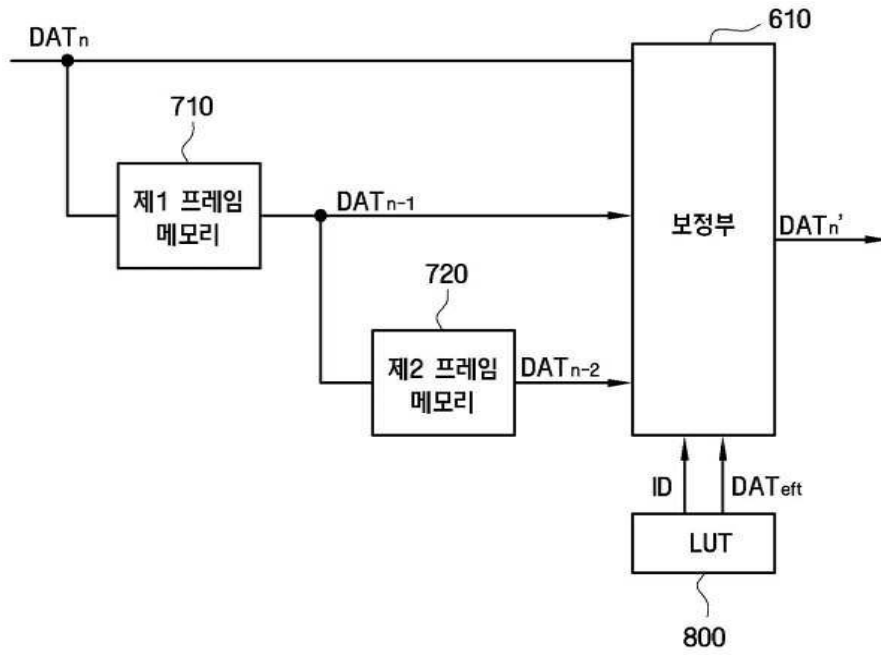 610
DATn
710
제1 프레임
메모리
DATn-1
보정부
DATn'
720
제2 프레임
메모리
DATn-2
ID
DATeft
LUT
800